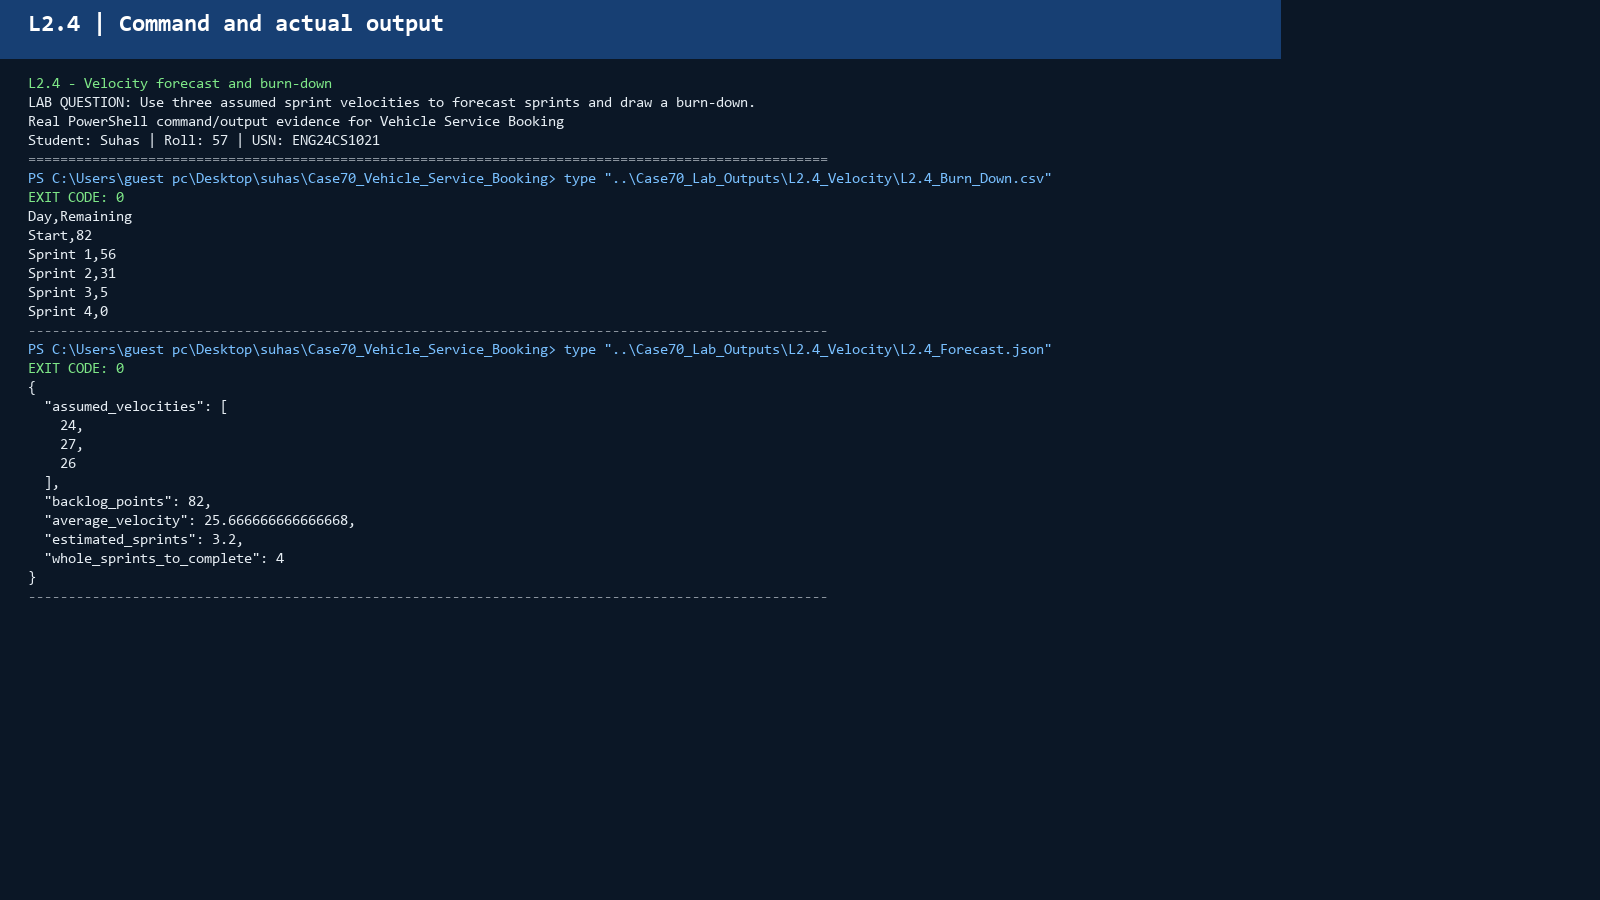 L2.4 | Command and actual output
L2.4 - Velocity forecast and burn-down
LAB QUESTION: Use three assumed sprint velocities to forecast sprints and draw a burn-down.
Real PowerShell command/output evidence for Vehicle Service Booking
Student: Suhas | Roll: 57 | USN: ENG24CS1021
====================================================================================================
PS C:\Users\guest pc\Desktop\suhas\Case70_Vehicle_Service_Booking> type "..\Case70_Lab_Outputs\L2.4_Velocity\L2.4_Burn_Down.csv"
EXIT CODE: 0
Day,Remaining
Start,82
Sprint 1,56
Sprint 2,31
Sprint 3,5
Sprint 4,0
----------------------------------------------------------------------------------------------------
PS C:\Users\guest pc\Desktop\suhas\Case70_Vehicle_Service_Booking> type "..\Case70_Lab_Outputs\L2.4_Velocity\L2.4_Forecast.json"
EXIT CODE: 0
{
  "assumed_velocities": [
    24,
    27,
    26
  ],
  "backlog_points": 82,
  "average_velocity": 25.666666666666668,
  "estimated_sprints": 3.2,
  "whole_sprints_to_complete": 4
}
----------------------------------------------------------------------------------------------------